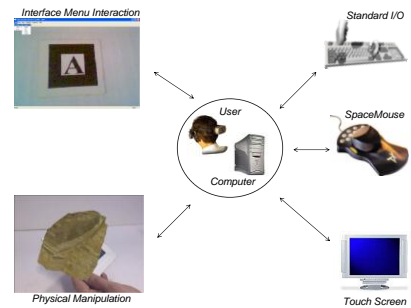 Interface Menu Interaction
Standard I/O
A
User
SpaceMouse
Computer
Physical Manipulation
Touch Screen